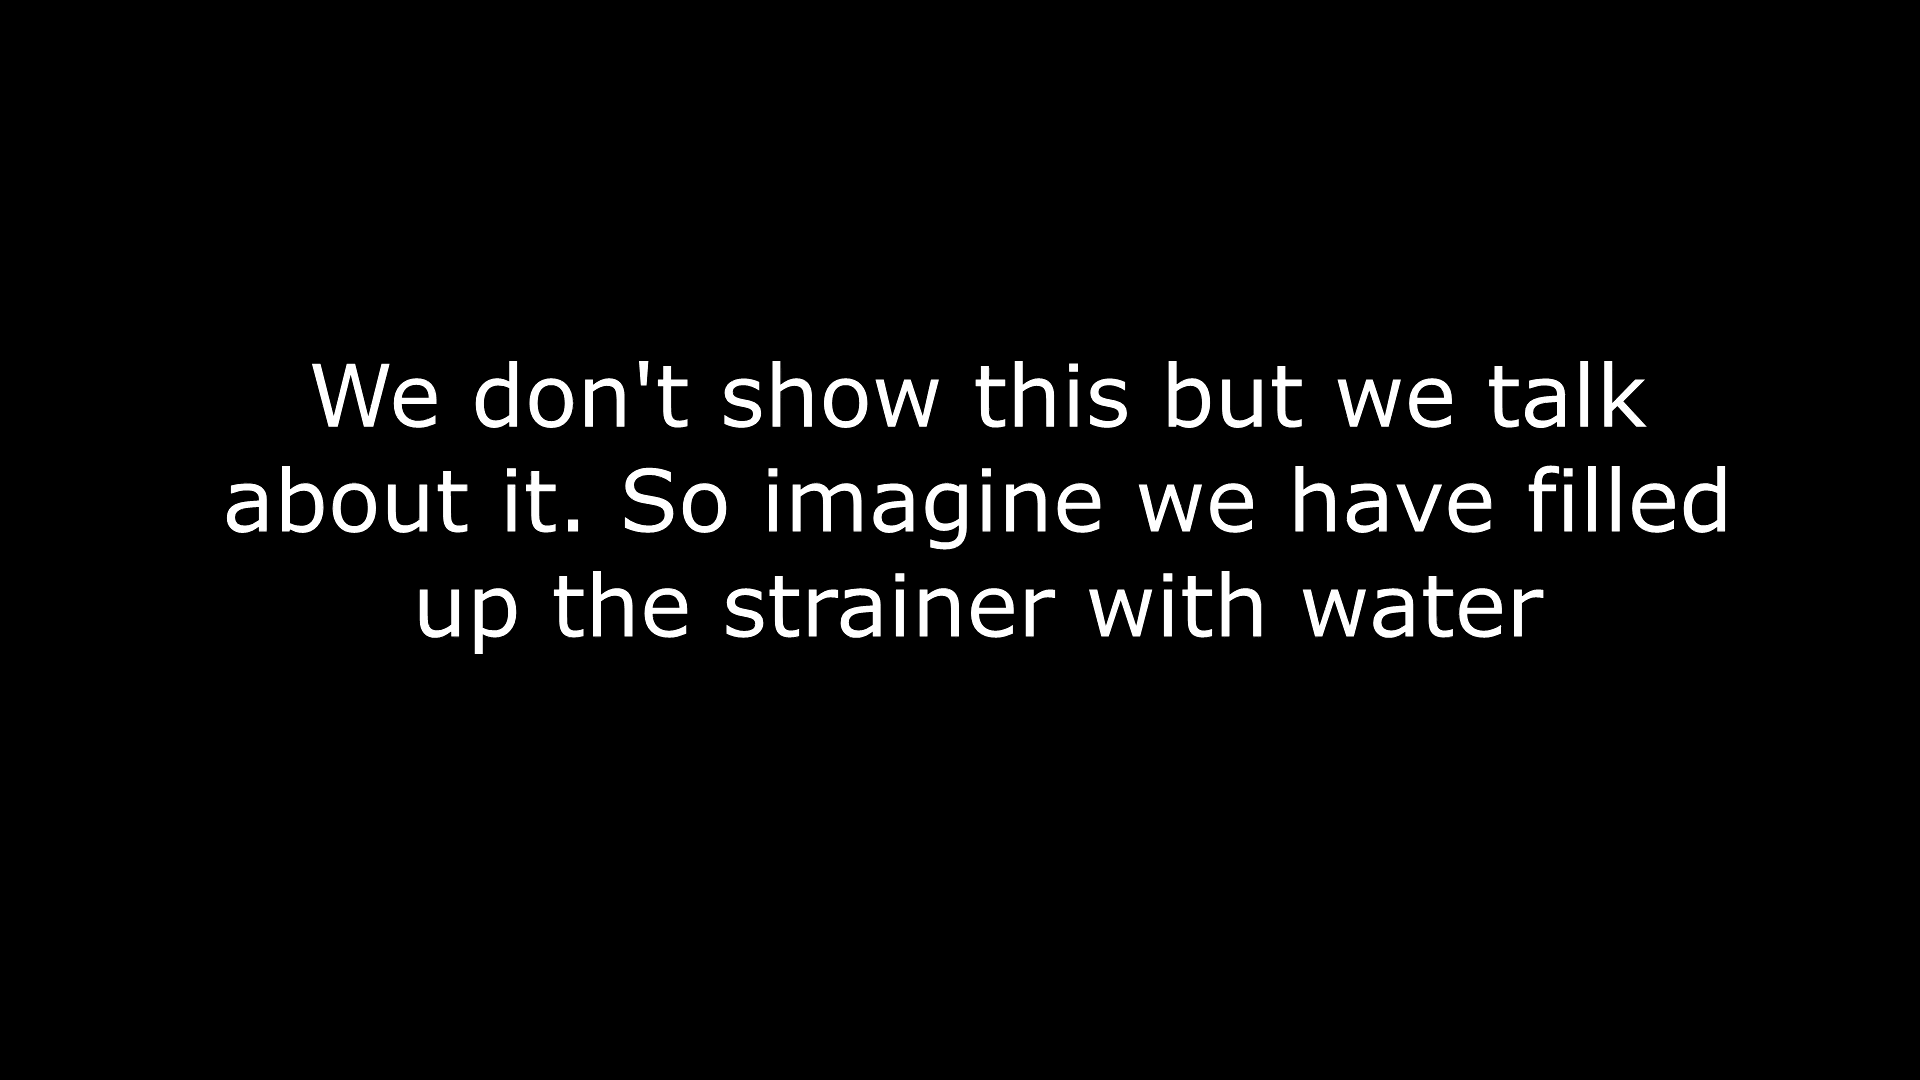 We don't show this but we talk
about it. So imagine we have filled
up the strainer with water